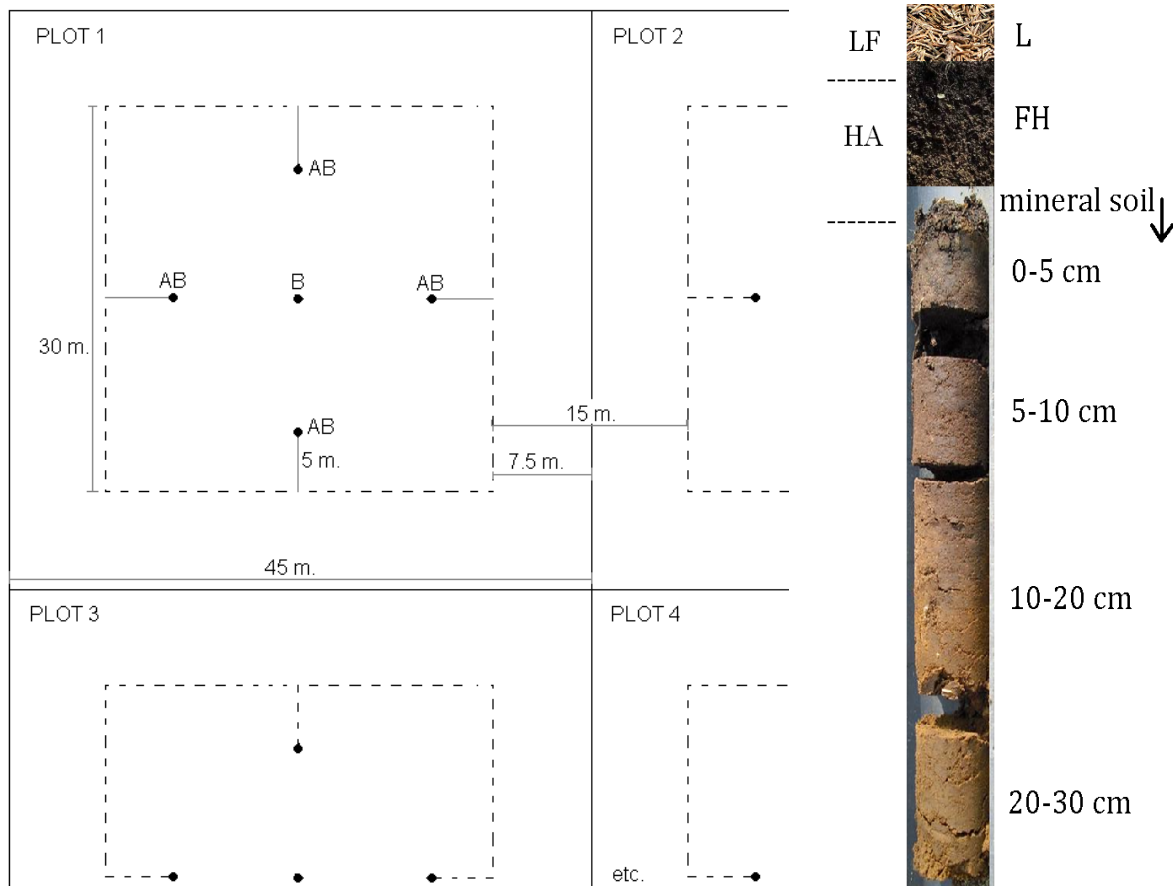 PLOT 1
PLOT 2
AB
AB
B
AB
30 m.
AB
5 m.
15 m.
7.5 m.
45 m.
PLOT 3
PLOT 4
etc.
LF
L
HA
FH
mineral soil
0-5 cm
5-10 cm
10-20 cm
20-30 cm